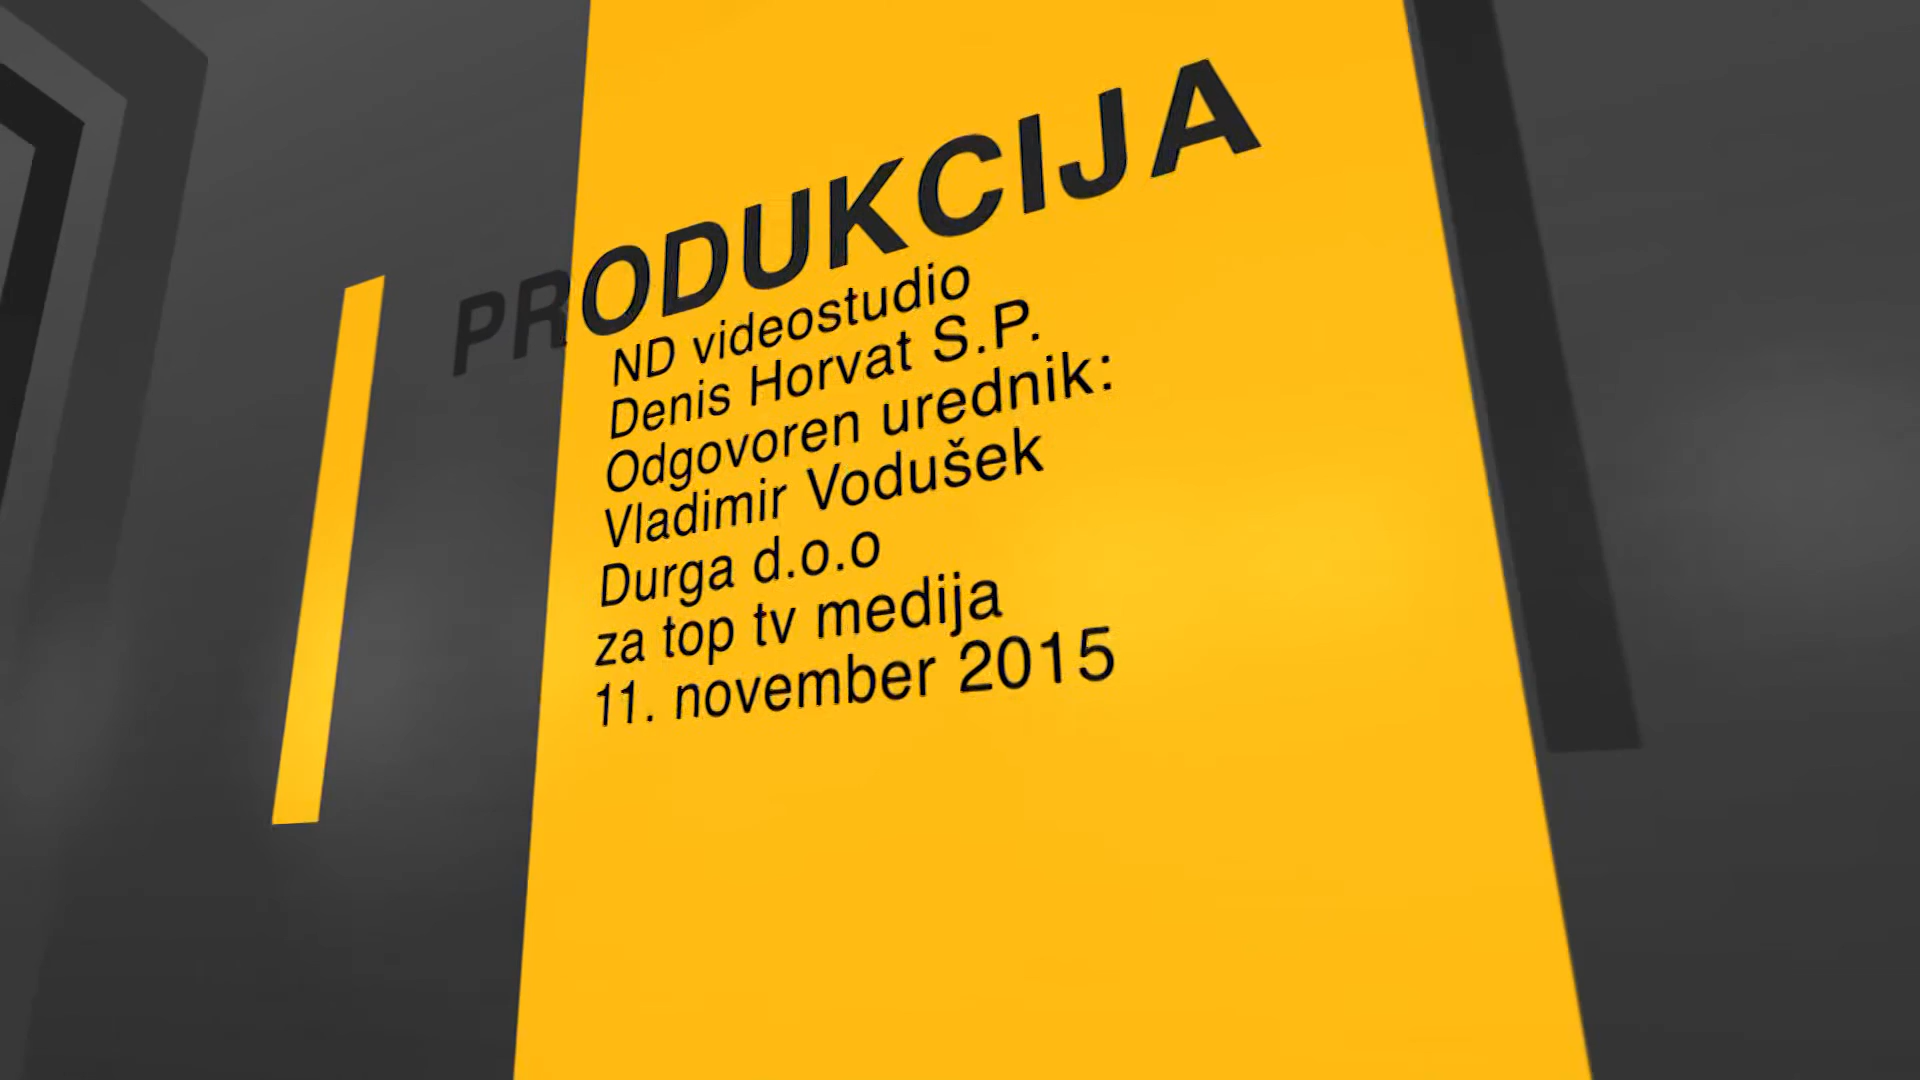 PRODUKCIJA
ND videostudio
Denis Horvat S.P.
Odgovoren urednik:
Vladimir Vodušek
Durga d.o.o
za top tv medija
11. november 2015